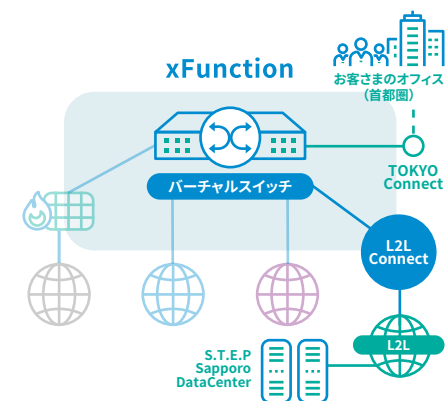 xFunction
お客さまのオフィス
（首都圏）
バーチャルスイッチ
TOKYO
Connect
L2L
Connect
L2L
S.T.E.P
Sapporo
DataCenter